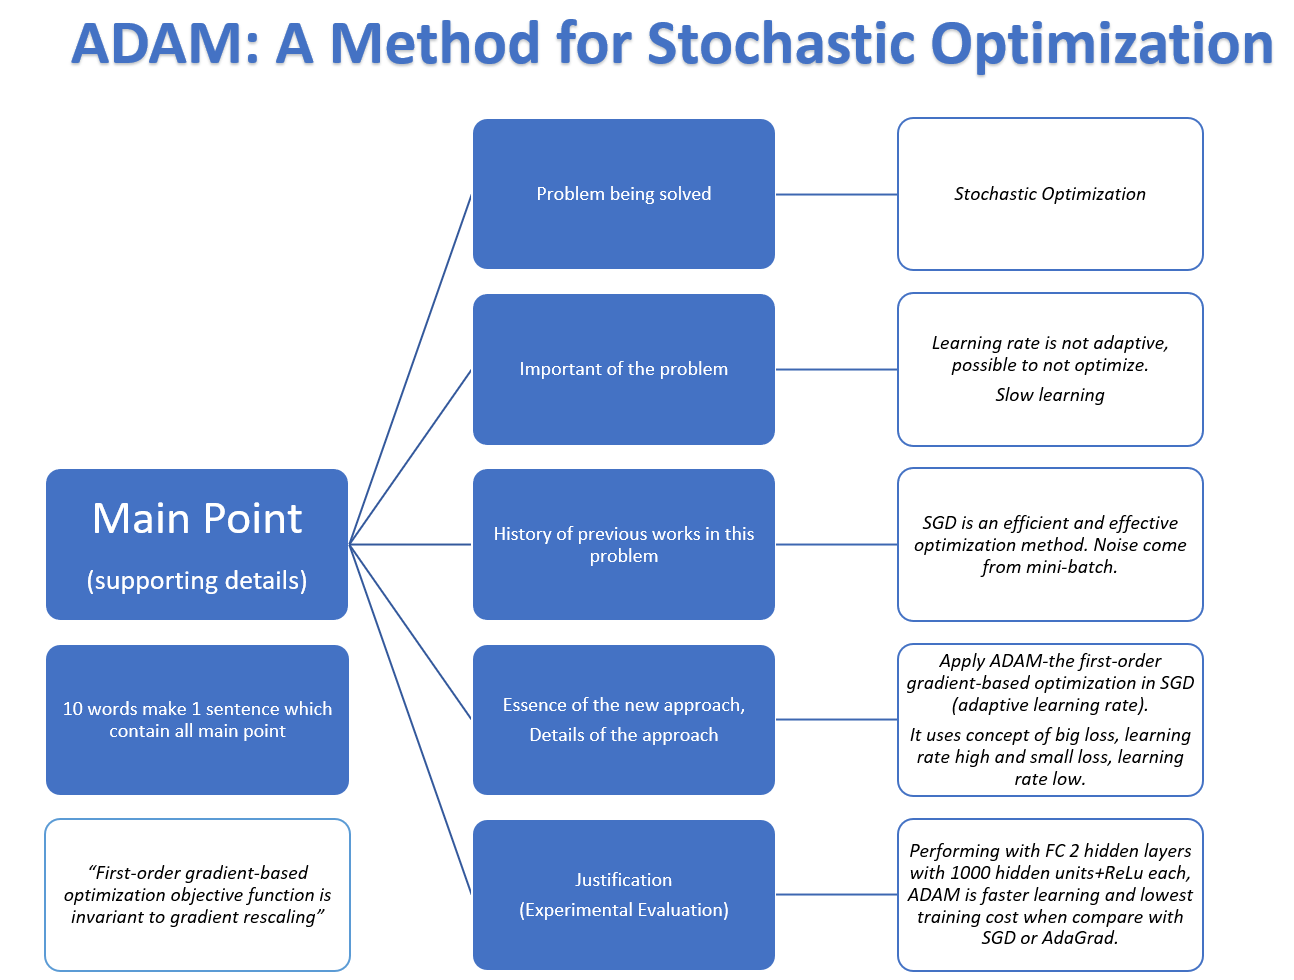 ADAM: A Method for Stochastic Optimization
Problem being solved
Stochastic Optimization
Important of the problem
Learning rate is not adaptive,
possible to not optimize.
Slow learning
Main Point
(supporting details)
History of previous works in this
problem
SGD is an efficient and effective
optimization method. Noise come
from mini-batch.
10 words make 1 sentence which
contain all main point
Essence of the new approach,
Details of the approach
Apply ADAM-the first-order
gradient-based optimization in SGD
(adaptive learning rate).
It uses concept of big loss, learning
rate high and small loss, learning
rate low.
“First-order gradient-based
optimization objective function is
invariant to gradient rescaling”
Justification
(Experimental Evaluation)
Performing with FC 2 hidden layers
with 1000 hidden units+ReLu each,
ADAM is faster learning and lowest
training cost when compare with
SGD or AdaGrad.